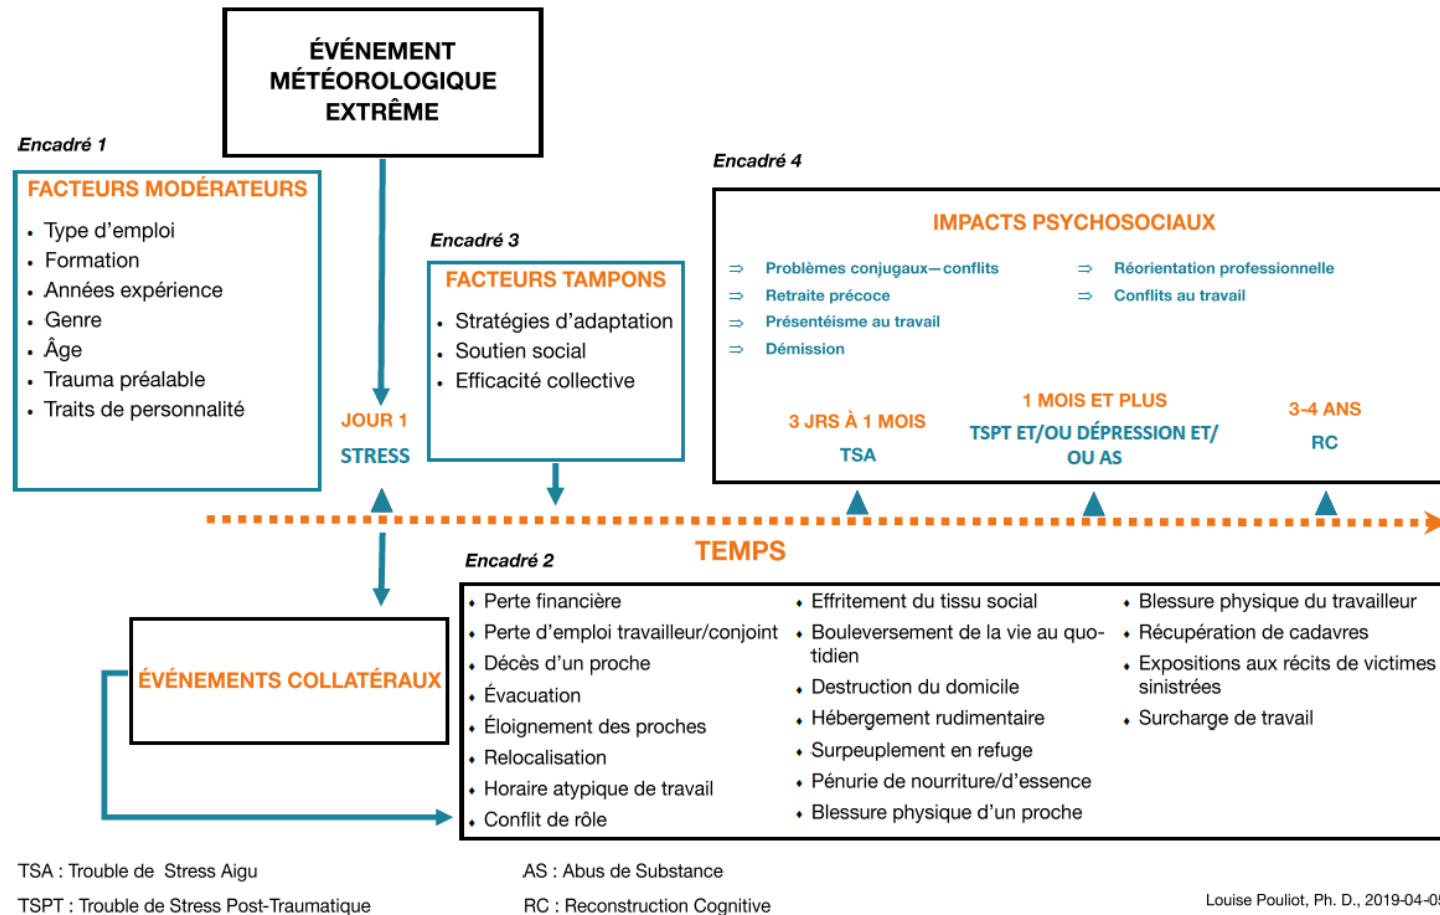 ÉVÉNEMENT
MÉTÉOROLOGIQUE
EXTRÊME
Encadré 1
FACTEURS MODÉRATEURS
• Type d'emploi
• Formation
• Années expérience
• Genre
• Âge
• Trauma préalable
• Traits de personnalité
JOUR 1
STRESS
Encadré 3
FACTEURS TAMPONS
• Stratégies d'adaptation
• Soutien social
• Efficacité collective
Encadré 4
IMPACTS PSYCHOSOCIAUX
⇒ Problèmes conjugaux—conflits
⇒ Retraite précoce
⇒ Présentéisme au travail
⇒ Démission
⇒ Réorientation professionnelle
⇒ Conflits au travail
3 JRS À 1 MOIS
TSA
1 MOIS ET PLUS
TSPT ET/OU DÉPRESSION ET/
OU AS
3-4 ANS
RC
TEMPS
ÉVÉNEMENTS COLLATÉRAUX
Encadré 2
♦ Perte financière
♦ Perte d'emploi travailleur/conjoint
♦ Décès d'un proche
♦ Évacuation
♦ Éloignement des proches
♦ Relocalisation
♦ Horaire atypique de travail
♦ Conflit de rôle
♦ Effritement du tissu social
♦ Bouleversement de la vie au quo-
tidien
♦ Destruction du domicile
♦ Hébergement rudimentaire
♦ Surpeuplement en refuge
♦ Pénurie de nourriture/d'essence
♦ Blessure physique d'un proche
♦ Blessure physique du travailleur
♦ Récupération de cadavres
♦ Expositions aux récits de victimes
sinistrées
♦ Surcharge de travail
TSA : Trouble de Stress Aigu
TSPT : Trouble de Stress Post-Traumatique
AS : Abus de Substance
RC : Reconstruction Cognitive
Louise Pouliot, Ph. D., 2019-04-05